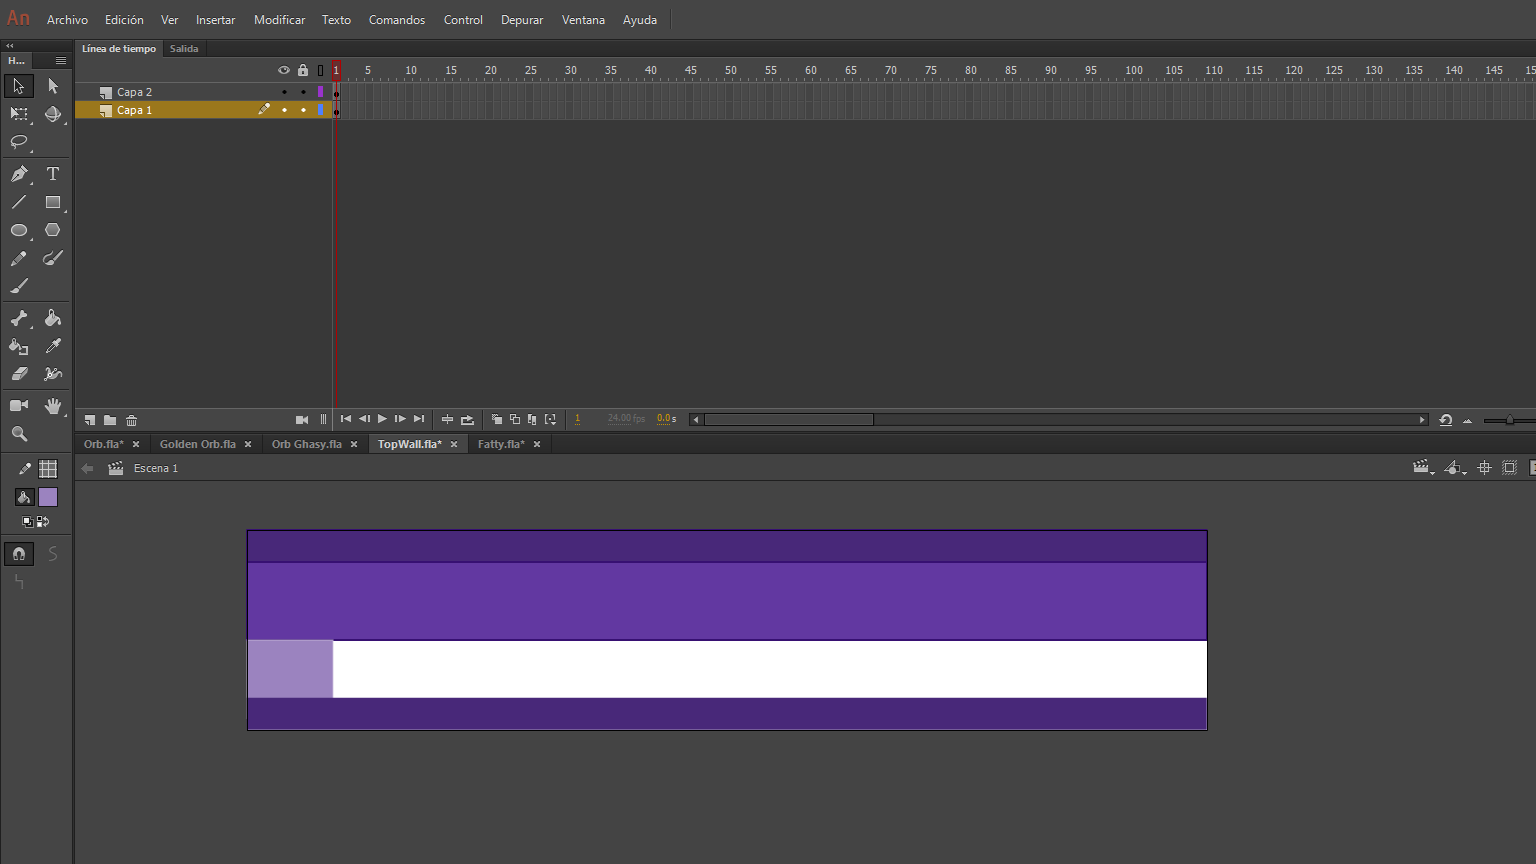 An Archivo Edición Ver Insertar Modificar Texto Comandos Control Depurar Ventana Ayuda
H... Línea de tiempo Salida
1 5 10 15 20 25 30 35 40 45 50 55 60 65 70 75 80 85 90 95 100 105 110 115 120 125 130 135 140 145 15
Capa 2
Capa 1
1 24.00 fps 0.0 s
Orb.fla* Golden Orb.fla Orb Ghasy.fla TopWall.fla* Fatty.fla*
Escena 1